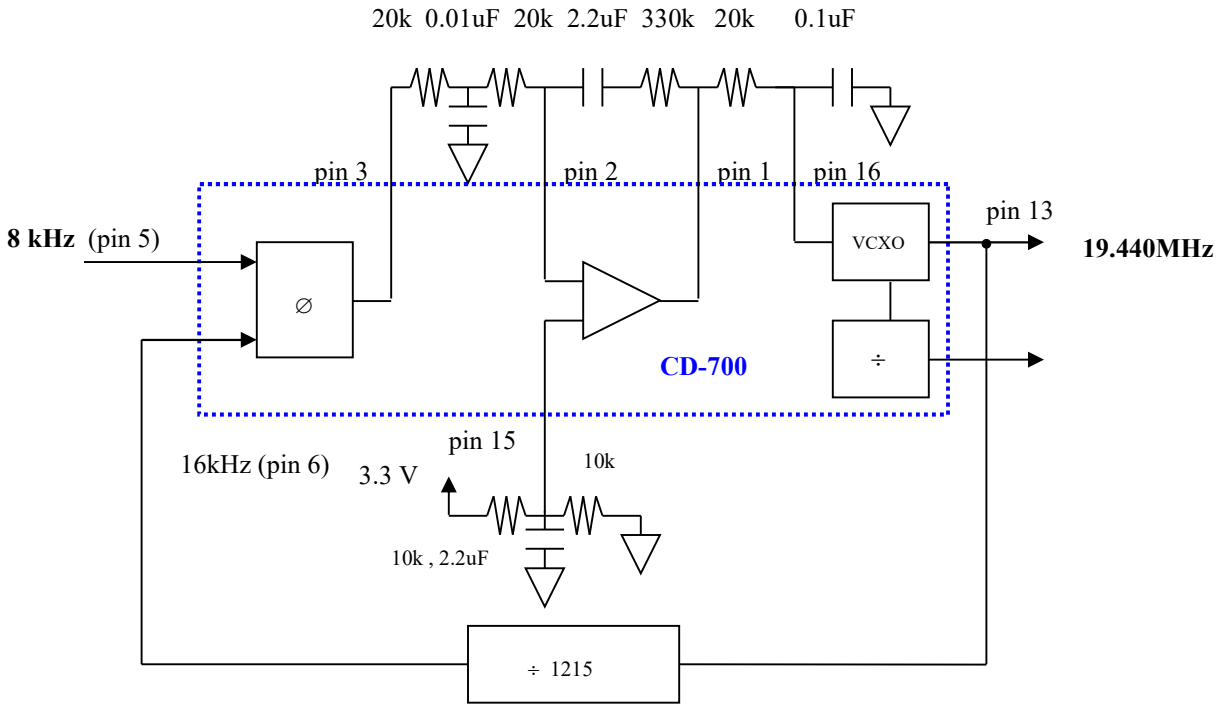 20k 0.01uF 20k 2.2uF 330k 20k 0.1uF
pin 3
pin 2
pin 1
pin 16
8 kHz (pin 5)
pin 13
VCXO
19.440MHz
∅
÷
CD-700
16kHz (pin 6)
pin 15
3.3 V
10k
10k , 2.2uF
÷ 1215